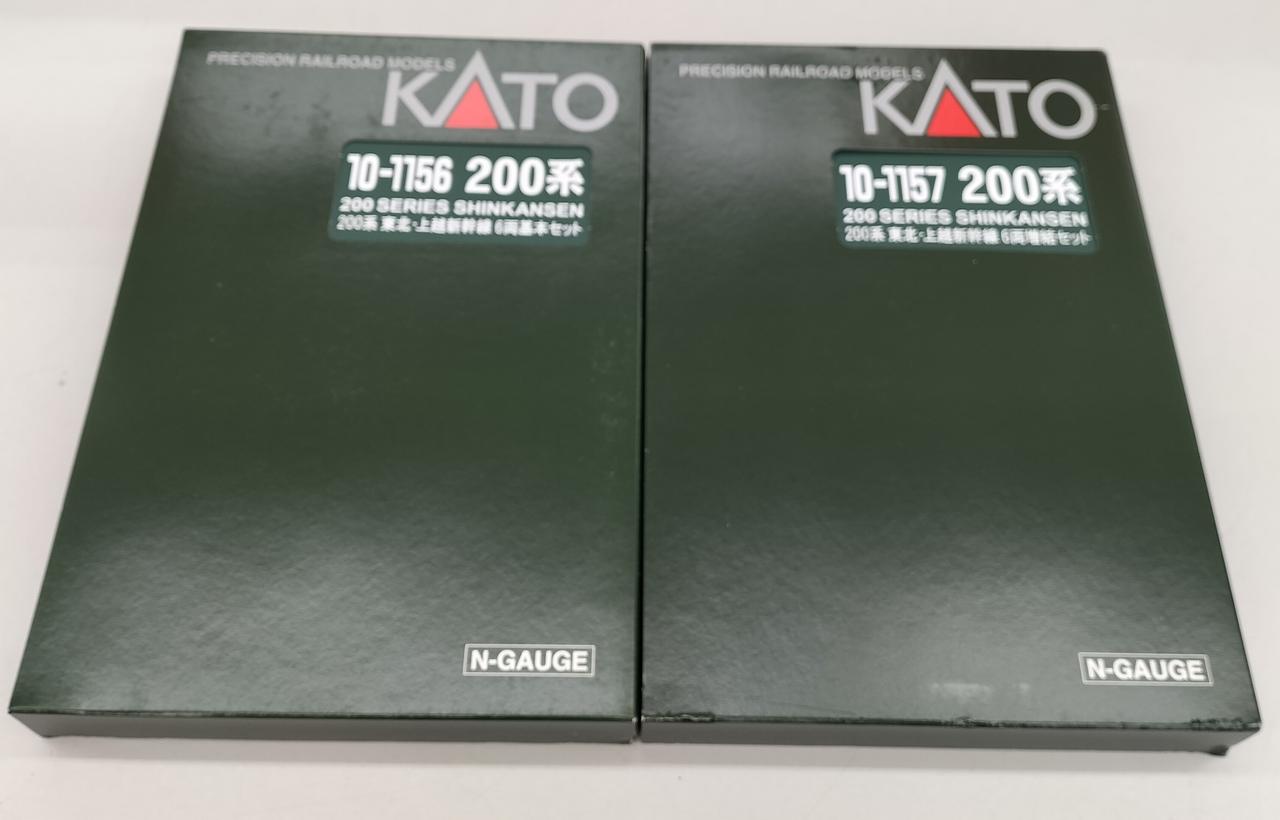 PRECISION RAILROAD MODELS
KATO
10-1156 200系
200 SERIES SHINKANSEN
200系 東北・上越新幹線 6両基本セット
N-GAUGE
PRECISION RAILROAD MODELS
KATO
10-1157 200系
200 SERIES SHINKANSEN
200系 東北・上越新幹線 6両増結セット
N-GAUGE